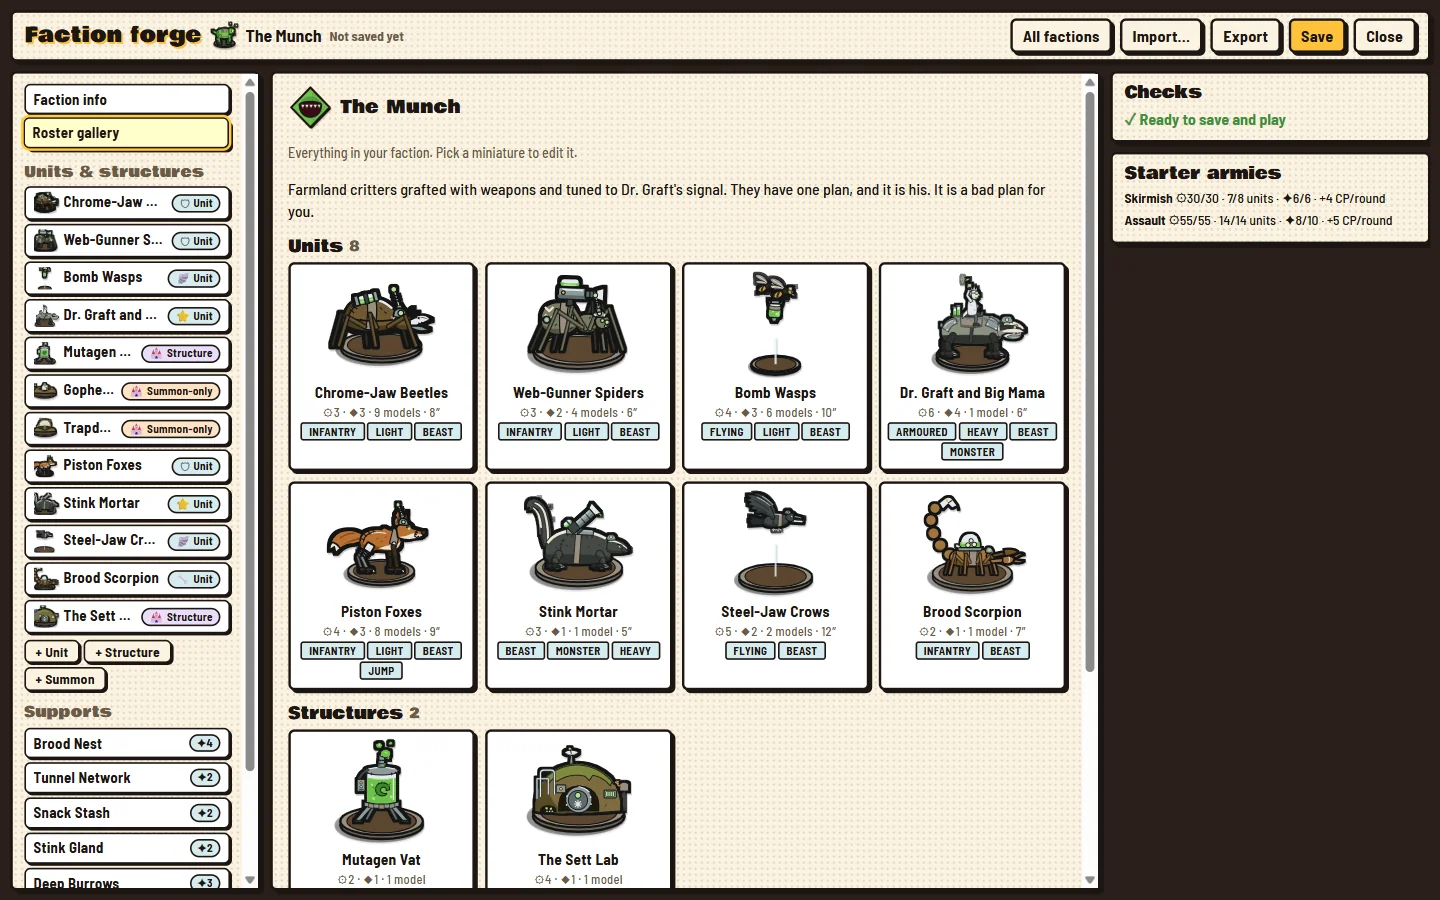 Faction forge The Munch Not saved yet
All factions Import... Export Save Close
Faction info
Roster gallery
Units & structures
Chrome-Jaw ... Unit
Web-Gunner S... Unit
Bomb Wasps Unit
Dr. Graft and ... Unit
Mutagen ... Structure
Gophe... Summon-only
Trapd... Summon-only
Piston Foxes Unit
Stink Mortar Unit
Steel-Jaw Cr... Unit
Brood Scorpion Unit
The Sett ... Structure
+ Unit + Structure
+ Summon
Supports
Brood Nest ✦4
Tunnel Network ✦2
Snack Stash ✦2
Stink Gland ✦2
Deep Burrows ✦3
The Munch
Everything in your faction. Pick a miniature to edit it.
Farmland critters grafted with weapons and tuned to Dr. Graft's signal. They have one plan, and it is his. It is a bad plan for
you.
Units 8
Chrome-Jaw Beetles
⚙3 · ◆3 · 9 models · 8″
INFANTRY LIGHT BEAST
Web-Gunner Spiders
⚙3 · ◆2 · 4 models · 6″
INFANTRY LIGHT BEAST
Bomb Wasps
⚙4 · ◆3 · 6 models · 10″
FLYING LIGHT BEAST
Dr. Graft and Big Mama
⚙6 · ◆4 · 1 model · 6″
ARMOURED HEAVY BEAST
MONSTER
Piston Foxes
⚙4 · ◆3 · 8 models · 9″
INFANTRY LIGHT BEAST
JUMP
Stink Mortar
⚙3 · ◆1 · 1 model · 5″
BEAST MONSTER HEAVY
Steel-Jaw Crows
⚙5 · ◆2 · 2 models · 12″
FLYING BEAST
Brood Scorpion
⚙2 · ◆1 · 1 model · 7″
INFANTRY BEAST
Structures 2
Mutagen Vat
⚙2 · ◆1 · 1 model
The Sett Lab
⚙4 · ◆1 · 1 model
Checks
✓ Ready to save and play
Starter armies
Skirmish ⚙30/30 · 7/8 units · ✦6/6 · +4 CP/round
Assault ⚙55/55 · 14/14 units · ✦8/10 · +5 CP/round